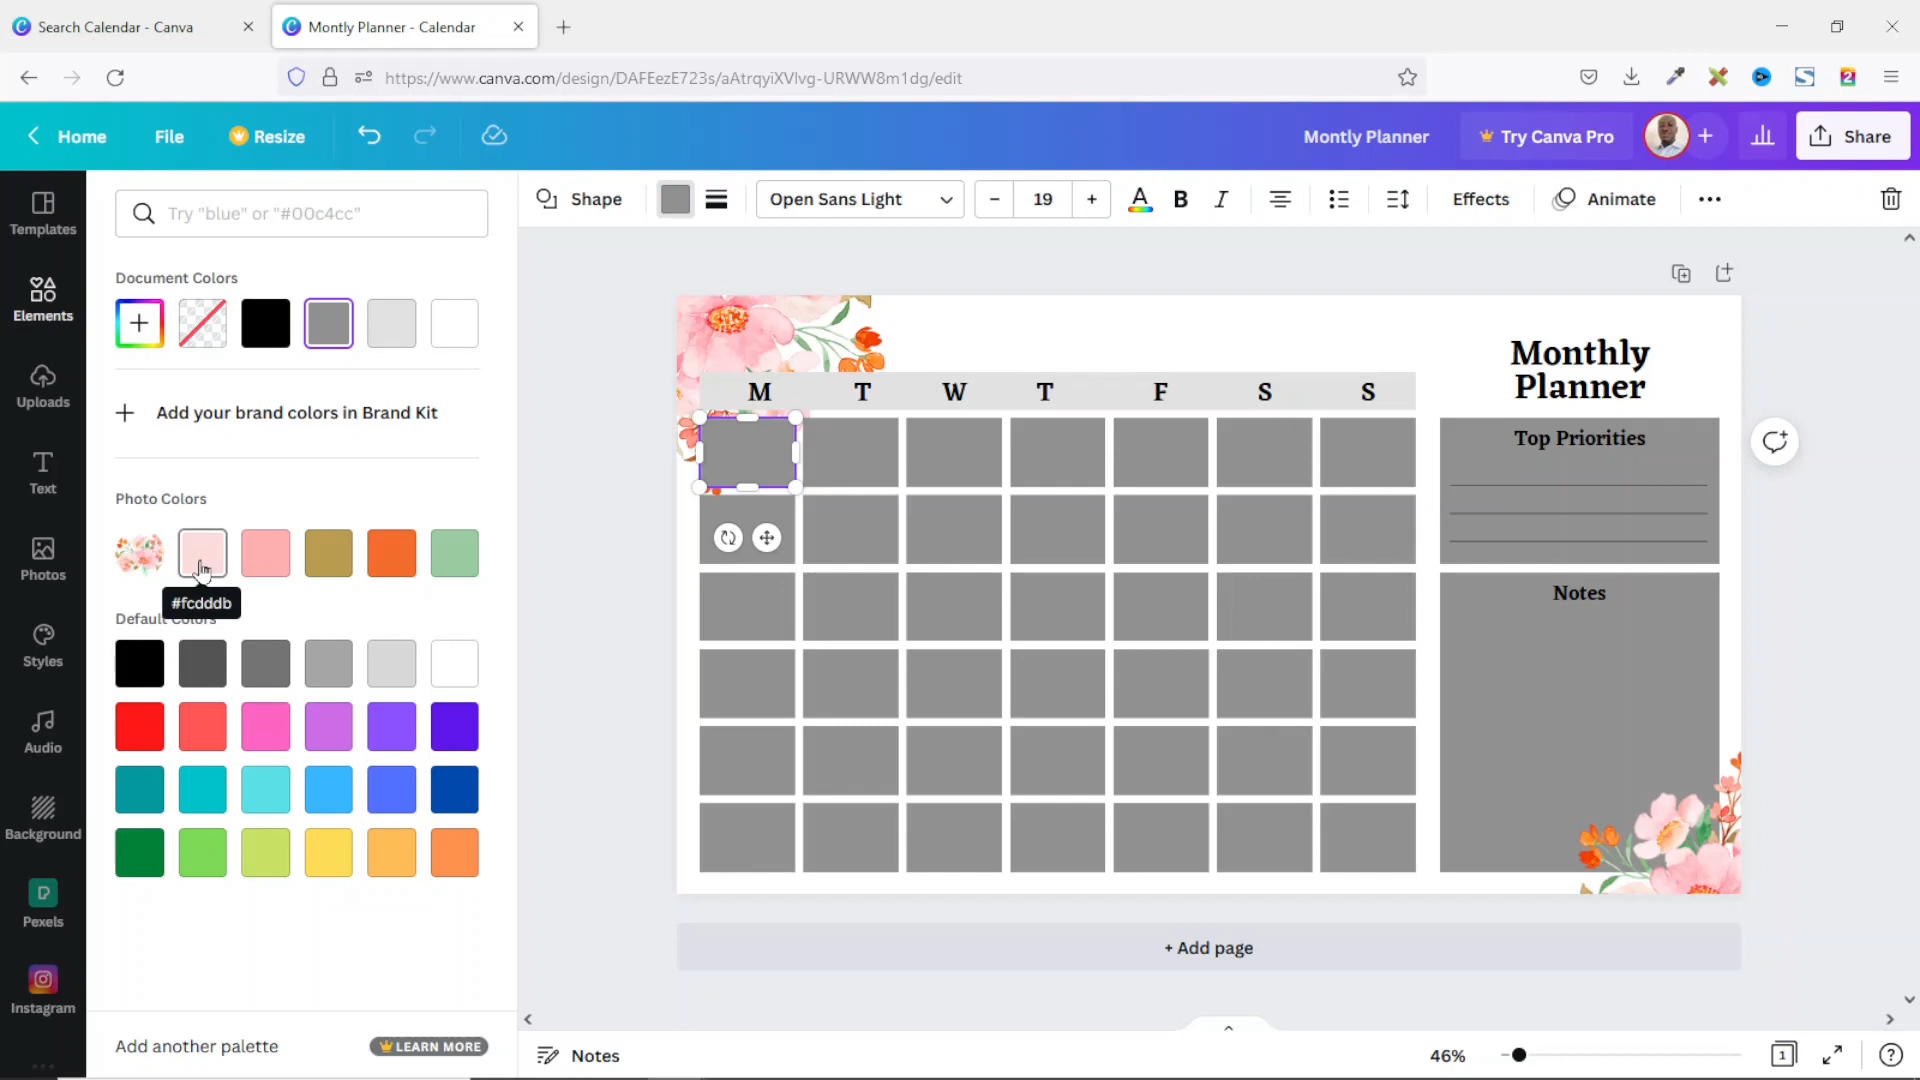 Search Calendar - Canva
Montly Planner - Calendar
https://www.canva.com/design/DAFEezE723s/aAtrqyiXVIvg-URWW8m1dg/edit
Home
File
Resize
Montly Planner
Try Canva Pro
Share
Templates
Elements
Uploads
Text
Photos
Styles
Audio
Background
Pexels
Instagram
Try "blue" or "#00c4cc"
Document Colors
Add your brand colors in Brand Kit
Photo Colors
#fcdddb
Default Colors
Add another palette
LEARN MORE
Shape
Open Sans Light
19
A
B
I
Effects
Animate
Monthly
Planner
M T W T F S S
Top Priorities
Notes
+ Add page
Notes
46%
1